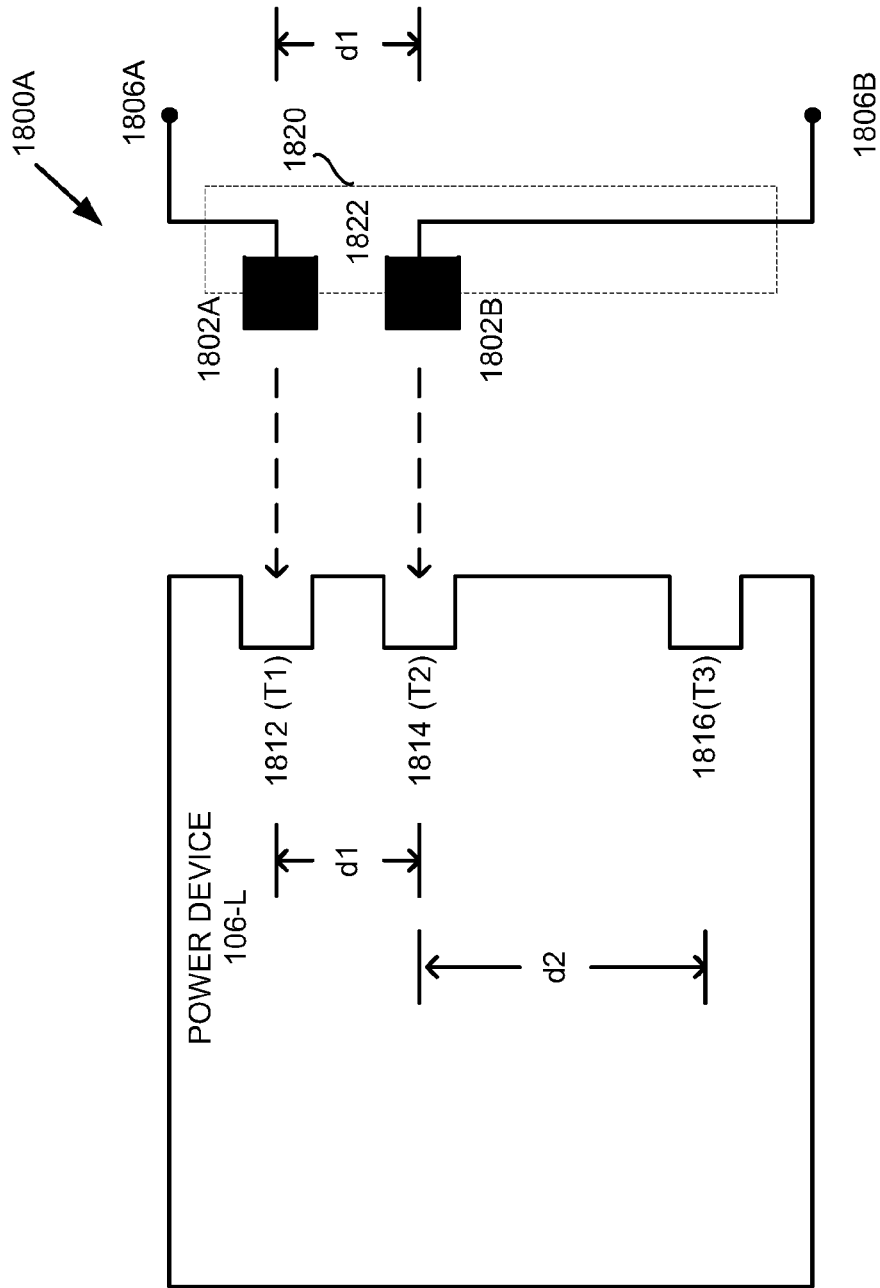 1800A
1806A
d1
1820
1822
1802A
1802B
1806B
POWER DEVICE
106-L
1812 (T1)
d1
1814 (T2)
d2
1816 (T3)